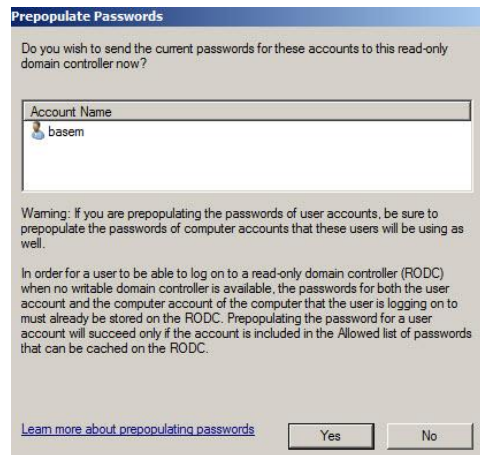 Prepopulate Passwords
Do you wish to send the current passwords for these accounts to this read-only
domain controller now?
Account Name
basem
Warning: If you are prepopulating the passwords of user accounts, be sure to
prepopulate the passwords of computer accounts that these users will be using as
well.
In order for a user to be able to log on to a read-only domain controller (RODC)
when no writable domain controller is available, the passwords for both the user
account and the computer account of the computer that the user is logging on to
must already be stored on the RODC. Prepopulating the password for a user
account will succeed only if the account is included in the Allowed list of passwords
that can be cached on the RODC.
Learn more about prepopulating passwords
Yes
No